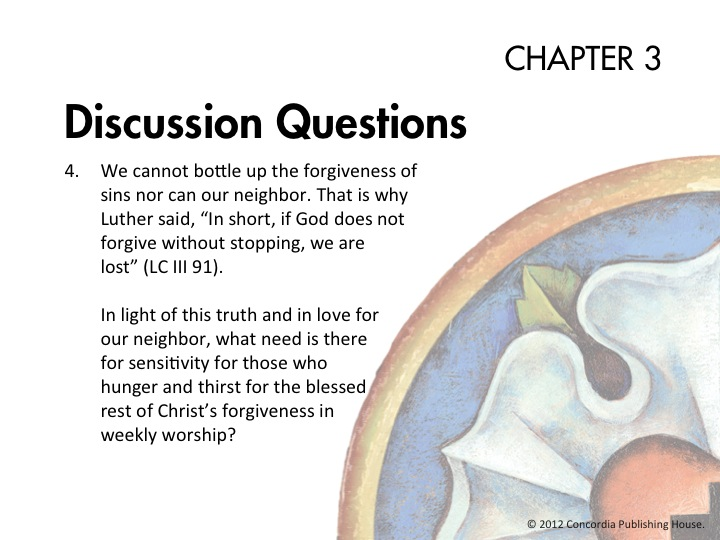 CHAPTER 3
Discussion Questions
4. We cannot bottle up the forgiveness of
sins nor can our neighbor. That is why
Luther said, “In short, if God does not
forgive without stopping, we are
lost” (LC III 91).
In light of this truth and in love for
our neighbor, what need is there
for sensitivity for those who
hunger and thirst for the blessed
rest of Christ’s forgiveness in
weekly worship?
© 2012 Concordia Publishing House.